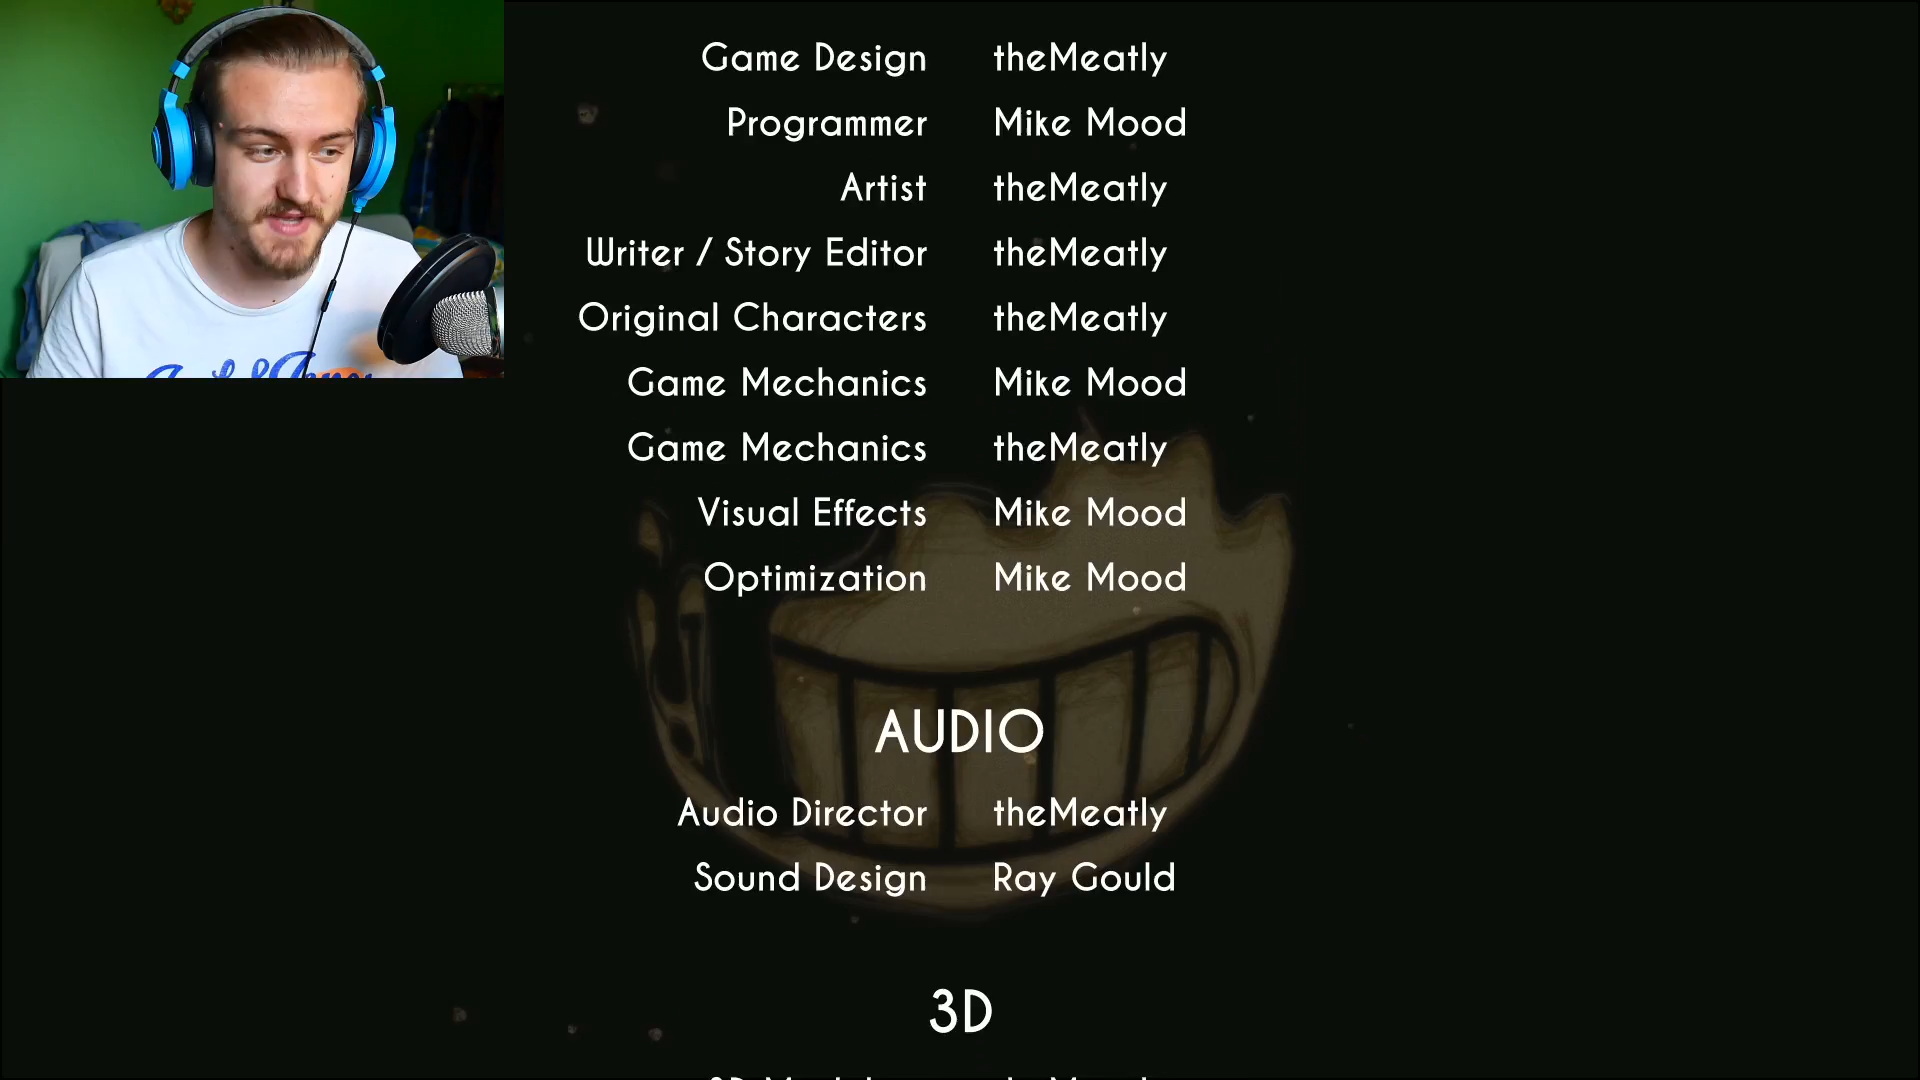 Game Design theMeatly
Programmer Mike Mood
Artist theMeatly
Writer / Story Editor theMeatly
Original Characters theMeatly
Game Mechanics Mike Mood
Game Mechanics theMeatly
Visual Effects Mike Mood
Optimization Mike Mood
AUDIO
Audio Director theMeatly
Sound Design Ray Gould
3D